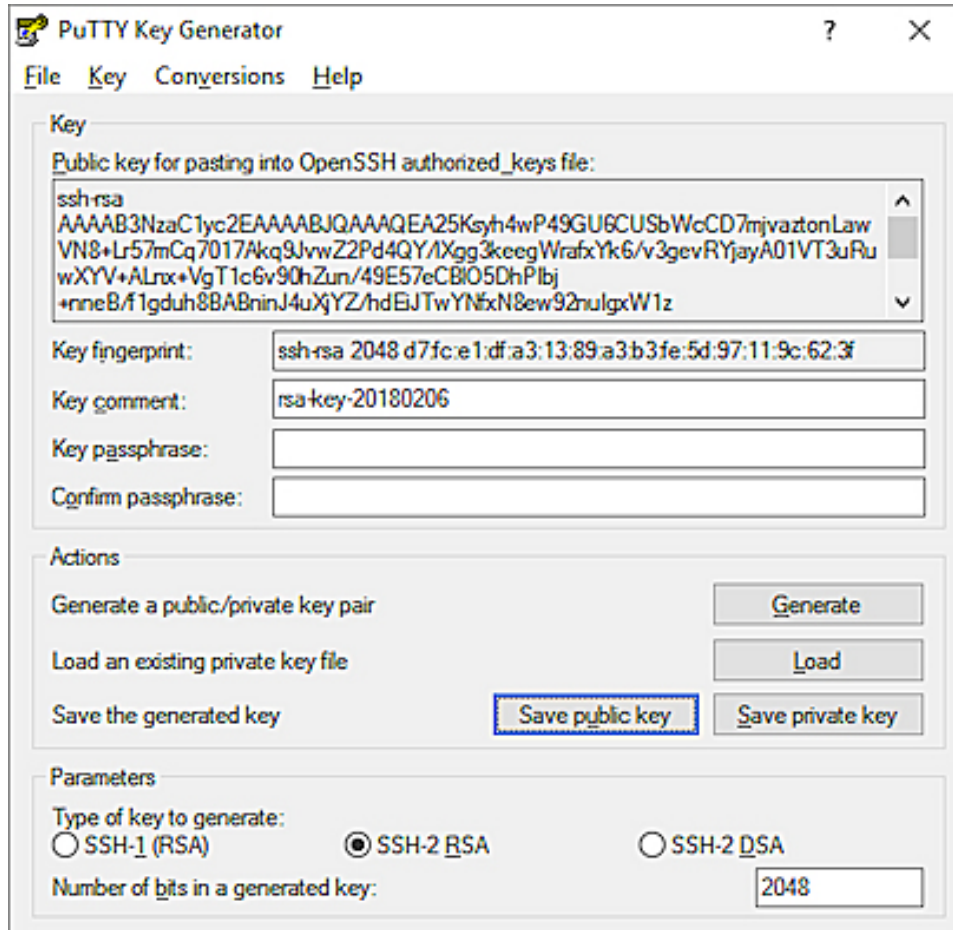 PuTTY Key Generator ?
File Key Conversions Help
Key
Public key for pasting into OpenSSH authorized_keys file:
ssh-rsa
AAAAB3NzaC1yc2EAAAABJQAAAQEA25Ksyh4wP49GU6CUSbWcCD7mjvaztonLaw
VN8+Lr57mCq7017Akq9JvwZ2Pd4QY/IXgg3keegWrafxYk6/v3gevRYjayA01VT3uRu
wXYV+ALnx+VgT1c6v90hZun/49E57eCBIO5DhPIbj
+nneB/f1gduh8BABninJ4uXjYZ/hdEiJTwYNfxN8ew92nuIgxW1z
Key fingerprint: ssh-rsa 2048 d7:fc:e1:df:a3:13:89:a3:b3:fe:5d:97:11:9c:62:3f
Key comment: rsa-key-20180206
Key passphrase:
Confirm passphrase:
Actions
Generate a public/private key pair Generate
Load an existing private key file Load
Save the generated key Save public key Save private key
Parameters
Type of key to generate:
SSH-1 (RSA) SSH-2 RSA SSH-2 DSA
Number of bits in a generated key: 2048